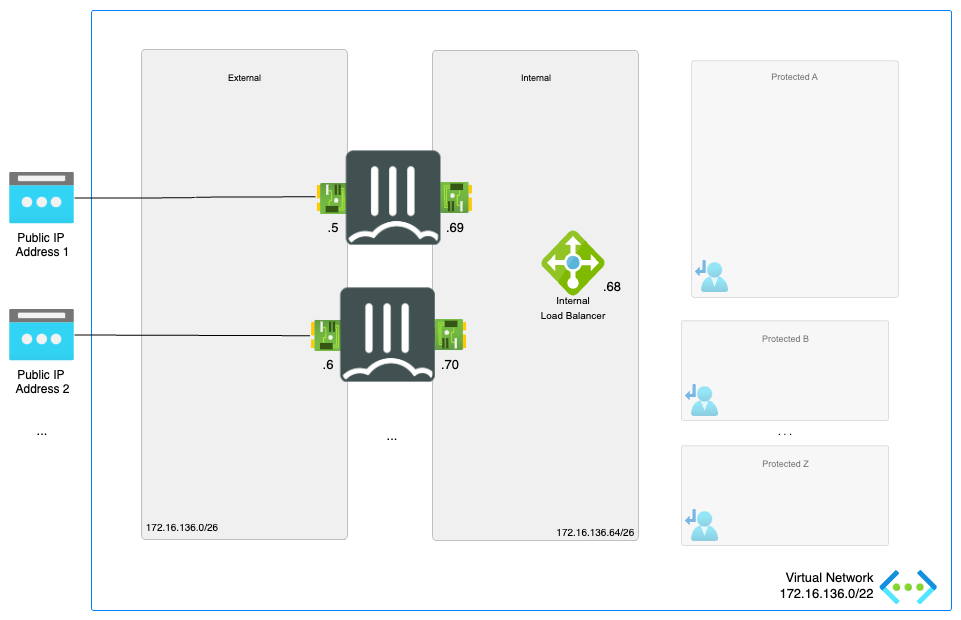 External
Internal
Protected A
Public IP
Address 1
.5
.69
Internal
Load Balancer
.68
Protected B
Public IP
Address 2
.6
.70
...
...
...
Protected Z
172.16.136.0/26
172.16.136.64/26
Virtual Network
172.16.136.0/22